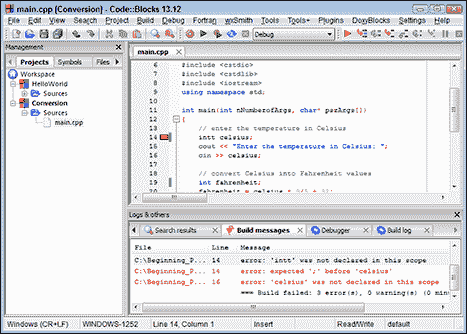 main.cpp [Conversion] - Code::Blocks 13.12
File Edit View Search Project Build Debug Fortran wxSmith Tools Tools+ Plugins DoxyBlocks Settings Help
Debug
Management
Projects Symbols Files
Workspace
HelloWorld
Sources
Conversion
Sources
main.cpp
main.cpp
6 #include <cstdio>
7 #include <cstdlib>
8 #include <iostream>
9 using namespace std;
10
11 int main(int nNumberofArgs, char* pszArgs[])
12 {
13 // enter the temperature in Celsius
14 intt celsius;
15 cout << "Enter the temperature in Celsius: ";
16 cin >> celsius;
17
18 // convert Celsius into Fahrenheit values
19 int fahrenheit;
fahrenheit = celsius
Logs & others
Search results Build messages Debugger Build log
File Line Message
C:\Beginning_P... 14 error: 'intt' was not declared in this scope
C:\Beginning_P... 14 error: expected ';' before 'celsius'
C:\Beginning_P... 16 error: 'celsius' was not declared in this scope
=== Build failed: 3 error(s), 0 warning(s) (0 min
Windows (CR+LF) WINDOWS-1252 Line 14, Column 1 Insert Read/Write default